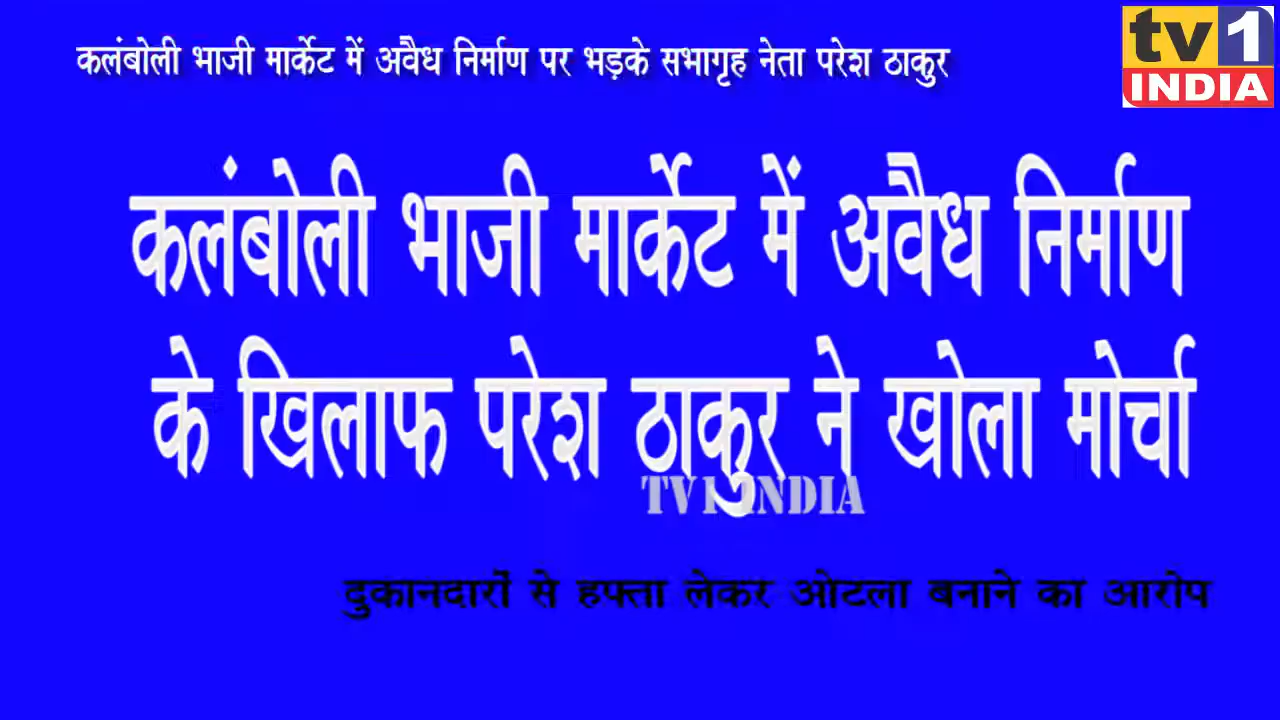 कलंबोली भाजी मार्केट में अवैध निर्माण पर भड़के सभागृह नेता परेश ठाकुर
tv1
INDIA
कलंबोली भाजी मार्केट में अवैध निर्माण
के खिलाफ परेश ठाकुर ने खोला मोर्चा
TV1 INDIA
दुकानदारों से हफ्ता लेकर ओटला बनाने का आरोप